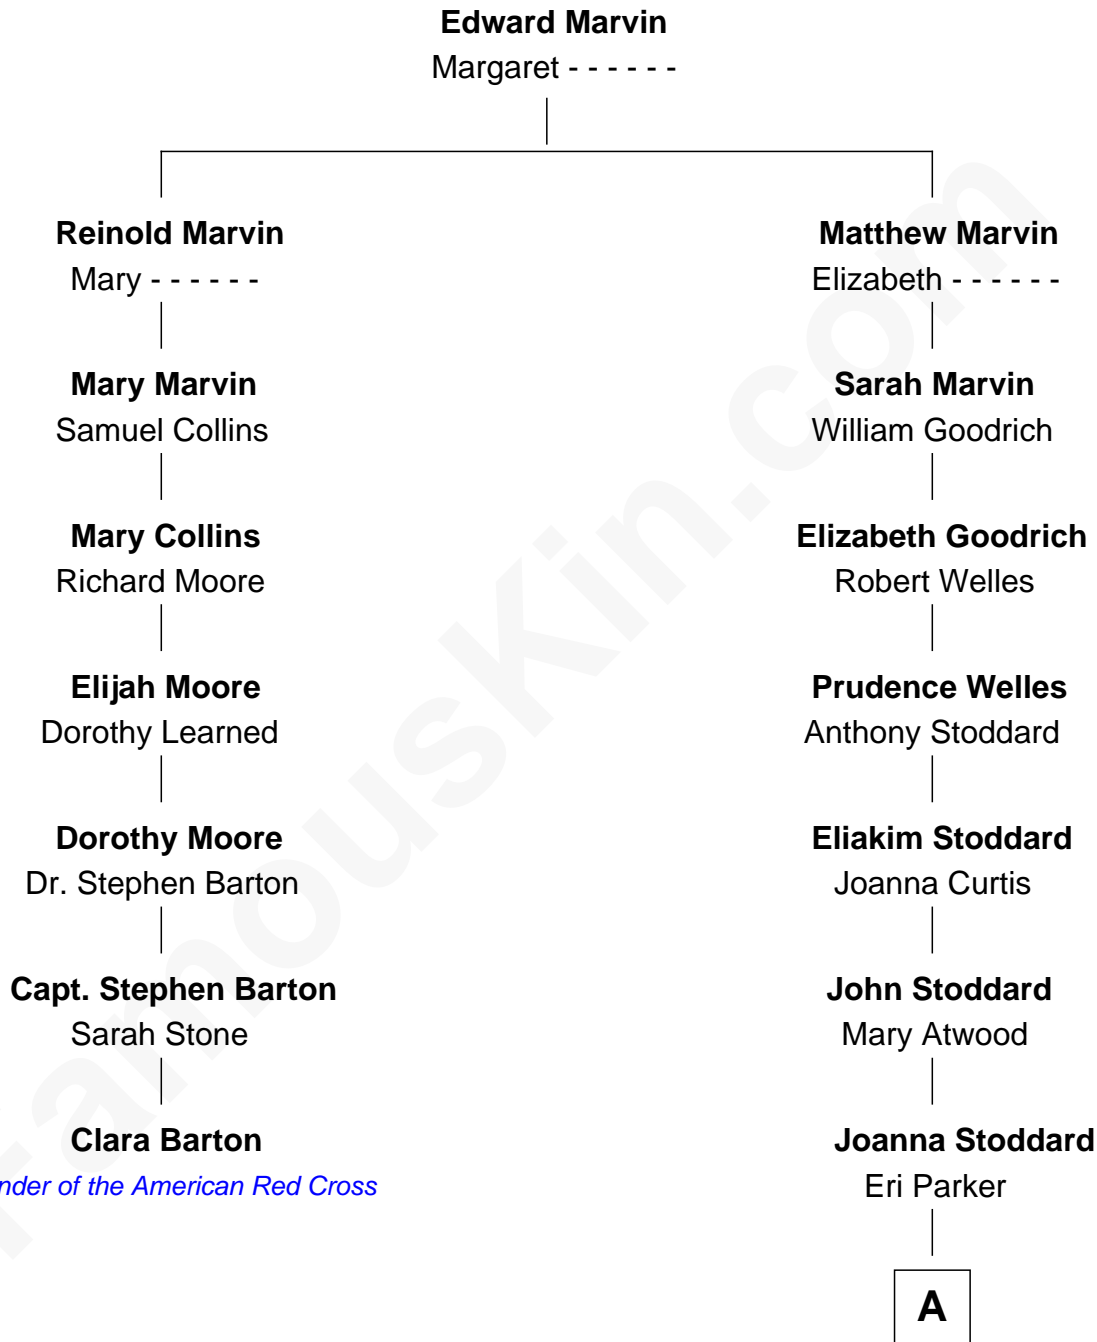 Edward Marvin
Margaret - - - - - -
Reinold Marvin
Mary - - - - - -
Mary Marvin
Samuel Collins
Mary Collins
Richard Moore
Elijah Moore
Dorothy Learned
Dorothy Moore
Dr. Stephen Barton
Capt. Stephen Barton
Sarah Stone
Clara Barton
nder of the American Red Cross
Matthew Marvin
Elizabeth - - - - - -
Sarah Marvin
William Goodrich
Elizabeth Goodrich
Robert Welles
Prudence Welles
Anthony Stoddard
Eliakim Stoddard
Joanna Curtis
John Stoddard
Mary Atwood
Joanna Stoddard
Eri Parker
A
FamousKin.com